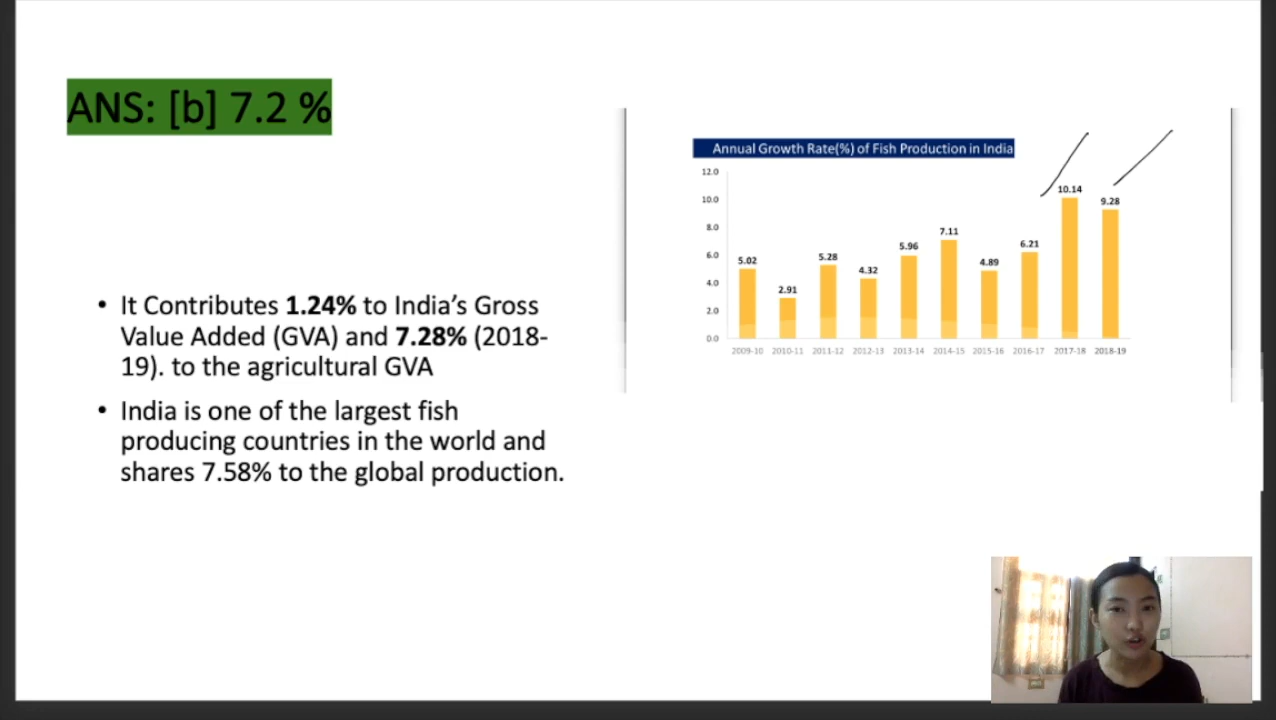 ANS: [b] 7.2 %
• It Contributes 1.24% to India's Gross
Value Added (GVA) and 7.28% (2018-
19). to the agricultural GVA
• India is one of the largest fish
producing countries in the world and
shares 7.58% to the global production.
Annual Growth Rate(%) of Fish Production in India
12.0
10.0
8.0
6.0
4.0
2.0
0.0
5.02
2.91
5.28
4.32
5.96
7.11
4.89
6.21
10.14
9.28
2009-10 2010-11 2011-12 2012-13 2013-14 2014-15 2015-16 2016-17 2017-18 2018-19